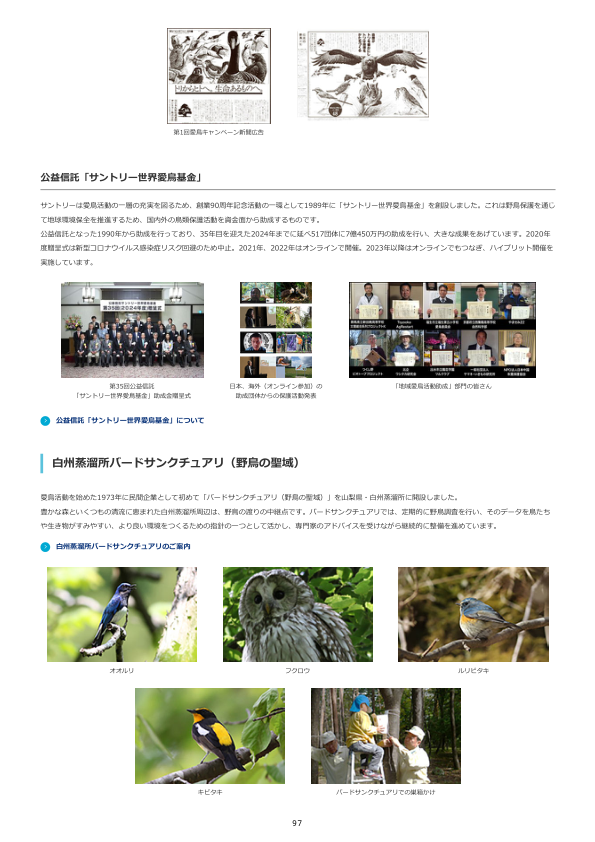 トリからヒトへ。生命あるものへ。
第1回愛鳥キャンペーン新聞広告
公益信託「サントリー世界愛鳥基金」
サントリーは愛鳥活動の一層の充実を図るため、創業90周年記念活動の一環として1989年に「サントリー世界愛鳥基金」を創設しました。これは野鳥保護を通じ
て地球環境保全を推進するため、国内外の鳥類保護活動を資金面から助成するものです。
公益信託となった1990年から助成を行っており、35年目を迎えた2024年までに延べ517団体に7億450万円の助成を行い、大きな成果をあげています。2020年
度贈呈式は新型コロナウイルス感染症リスク回避のため中止。2021年、2022年はオンラインで開催。2023年以降はオンラインでもつなぎ、ハイブリット開催を
実施しています。
第35回(2024年度)贈呈式
第35回公益信託
「サントリー世界愛鳥基金」助成金贈呈式
日本、海外（オンライン参加）の
助成団体からの保護活動発表
「地域愛鳥活動助成」部門の皆さん
公益信託「サントリー世界愛鳥基金」について
白州蒸溜所バードサンクチュアリ（野鳥の聖域）
愛鳥活動を始めた1973年に民間企業として初めて「バードサンクチュアリ（野鳥の聖域）」を山梨県・白州蒸溜所に開設しました。
豊かな森といくつもの清流に恵まれた白州蒸溜所周辺は、野鳥の渡りの中継点です。バードサンクチュアリでは、定期的に野鳥調査を行い、そのデータを鳥たち
や生き物がすみやすい、より良い環境をつくるための指針の一つとして活かし、専門家のアドバイスを受けながら継続的に整備を進めています。
白州蒸溜所バードサンクチュアリのご案内
オオルリ
フクロウ
ルリビタキ
キビタキ
バードサンクチュアリでの巣箱かけ
97